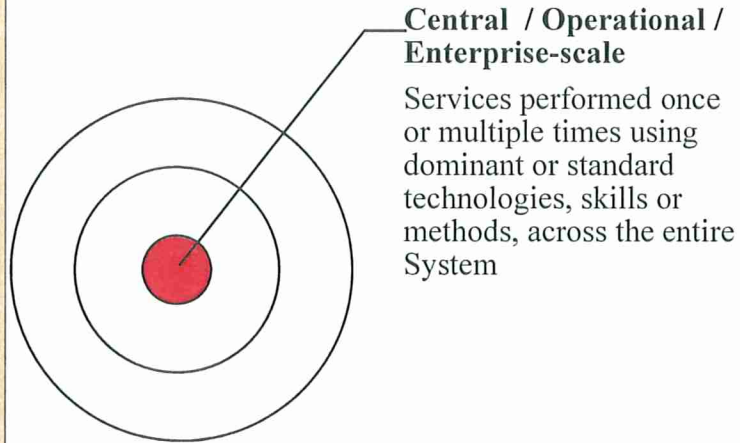 Central / Operational /
Enterprise-scale
Services performed once
or multiple times using
dominant or standard
technologies, skills or
methods, across the entire
System